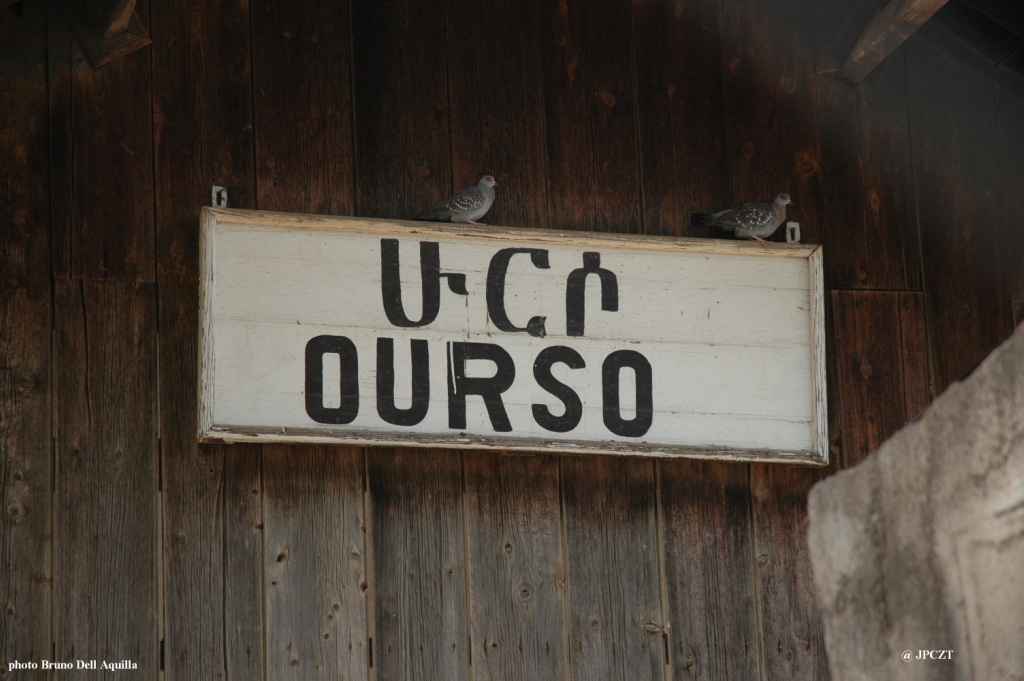 ሁርሶ
OURSO
photo Bruno Dell Aquilla
@ JPCZT